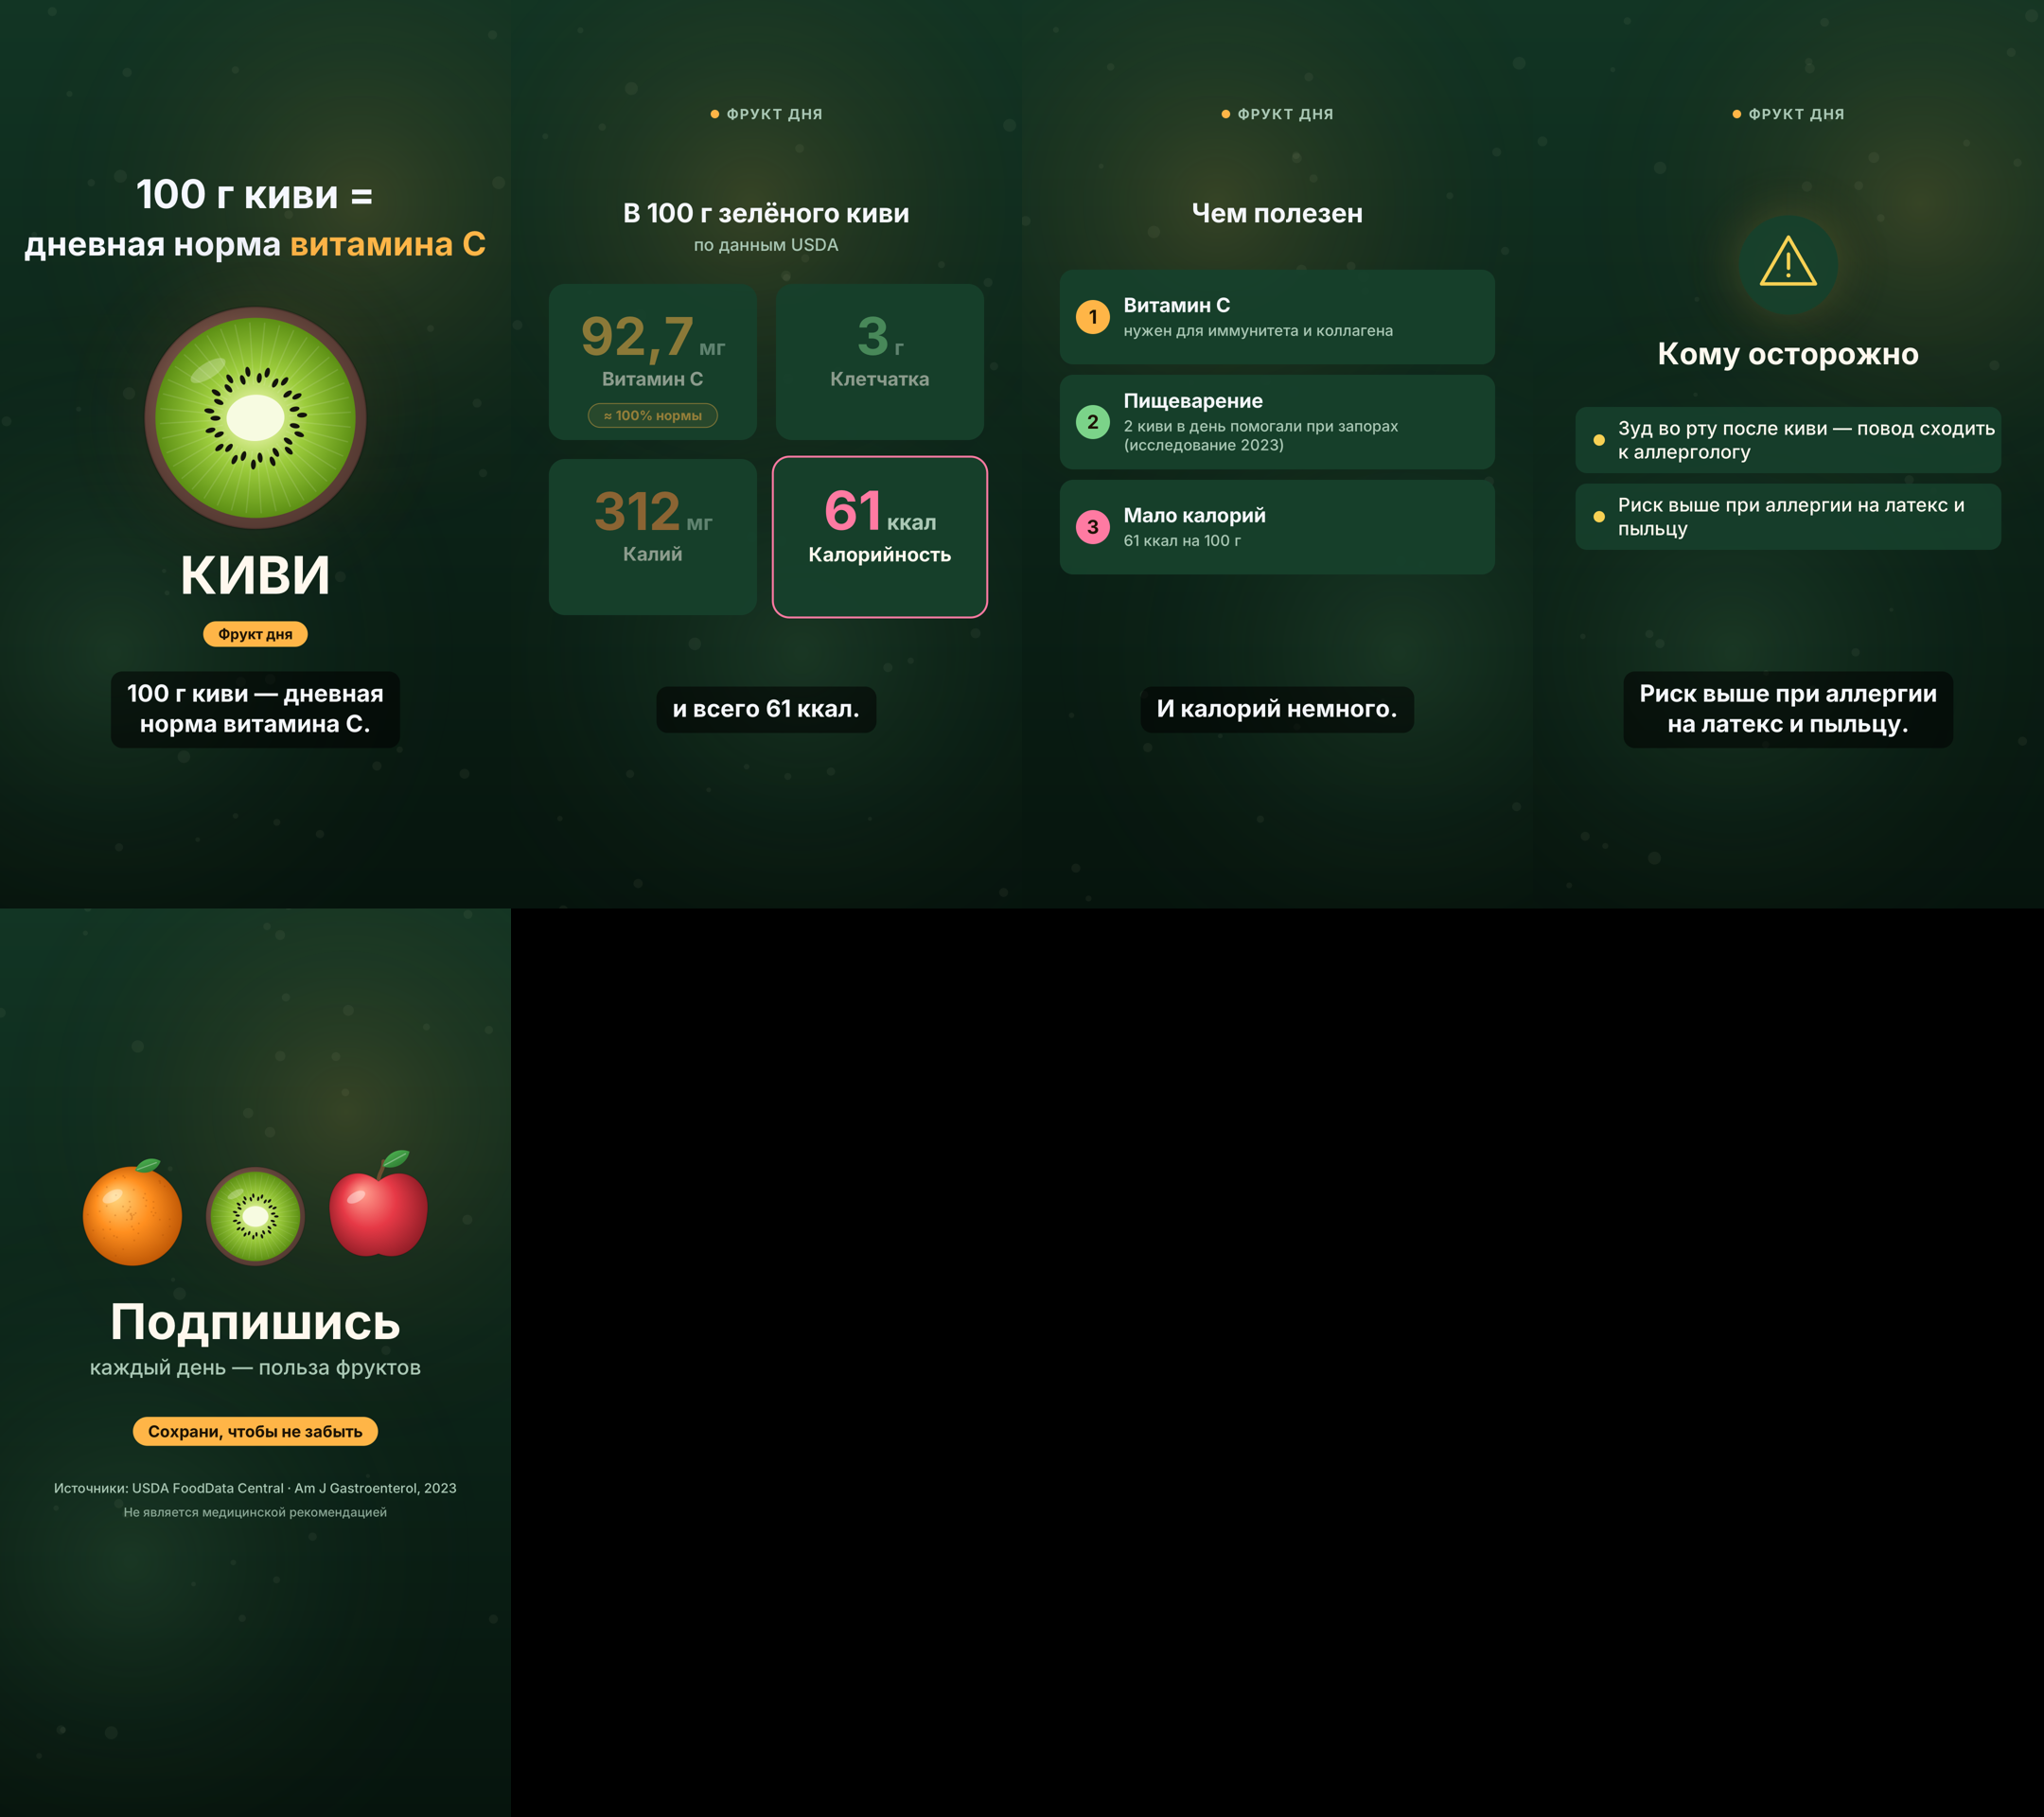 100 г киви =
дневная норма витамина C
КИВИ
Фрукт дня
100 г киви — дневная
норма витамина C.
ФРУКТ ДНЯ
В 100 г зелёного киви
по данным USDA
92,7 мг
Витамин C
≈ 100% нормы
3 г
Клетчатка
312 мг
Калий
61 ккал
Калорийность
и всего 61 ккал.
ФРУКТ ДНЯ
Чем полезен
1
Витамин C
нужен для иммунитета и коллагена
2
Пищеварение
2 киви в день помогали при запорах
(исследование 2023)
3
Мало калорий
61 ккал на 100 г
И калорий немного.
ФРУКТ ДНЯ
Кому осторожно
Зуд во рту после киви — повод сходить
к аллергологу
Риск выше при аллергии на латекс и
пыльцу
Риск выше при аллергии
на латекс и пыльцу.
Подпишись
каждый день — польза фруктов
Сохрани, чтобы не забыть
Источники: USDA FoodData Central · Am J Gastroenterol, 2023
Не является медицинской рекомендацией